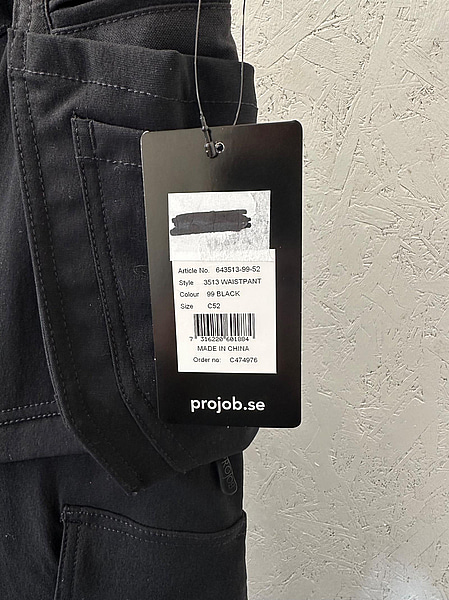 Article No. 643513-99-52
Style 3513 WAISTPANT
Colour 99 BLACK
Size C52
7 316220 601884
MADE IN CHINA
Order no: C474976
projob.se